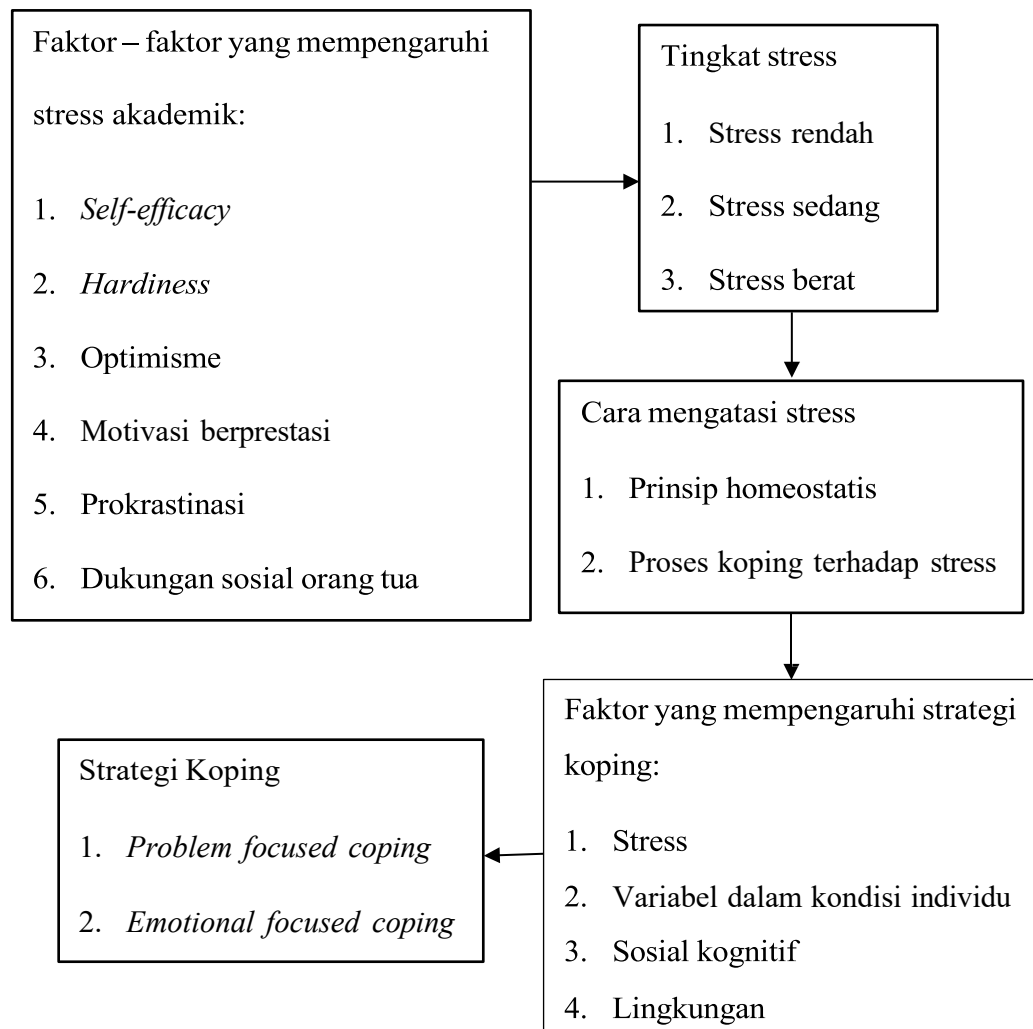 Faktor – faktor yang mempengaruhi
stress akademik:
1. Self-efficacy
2. Hardiness
3. Optimisme
4. Motivasi berprestasi
5. Prokrastinasi
6. Dukungan sosial orang tua
Tingkat stress
1. Stress rendah
2. Stress sedang
3. Stress berat
Cara mengatasi stress
1. Prinsip homeostatis
2. Proses koping terhadap stress
Faktor yang mempengaruhi strategi
koping:
1. Stress
2. Variabel dalam kondisi individu
3. Sosial kognitif
4. Lingkungan
Strategi Koping
1. Problem focused coping
2. Emotional focused coping